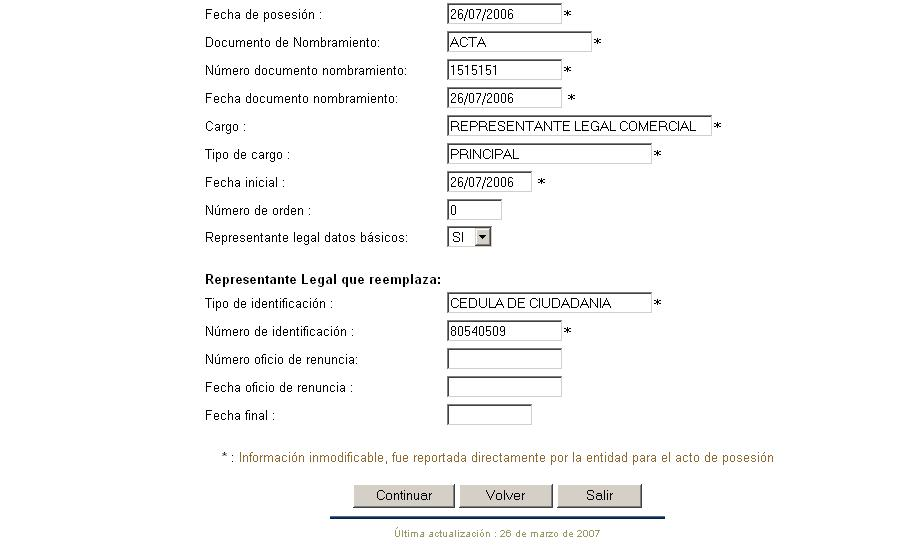 Fecha de posesión : 26/07/2006 *
Documento de Nombramiento: ACTA *
Número documento nombramiento: 1515151 *
Fecha documento nombramiento: 26/07/2006 *
Cargo : REPRESENTANTE LEGAL COMERCIAL *
Tipo de cargo : PRINCIPAL *
Fecha inicial : 26/07/2006 *
Número de orden : 0
Representante legal datos básicos: SI
Representante Legal que reemplaza:
Tipo de identificación : CEDULA DE CIUDADANIA *
Número de identificación : 80540509 *
Número oficio de renuncia:
Fecha oficio de renuncia :
Fecha final :
* : Información inmodificable, fue reportada directamente por la entidad para el acto de posesión
Continuar Volver Salir
Última actualización : 26 de marzo de 2007